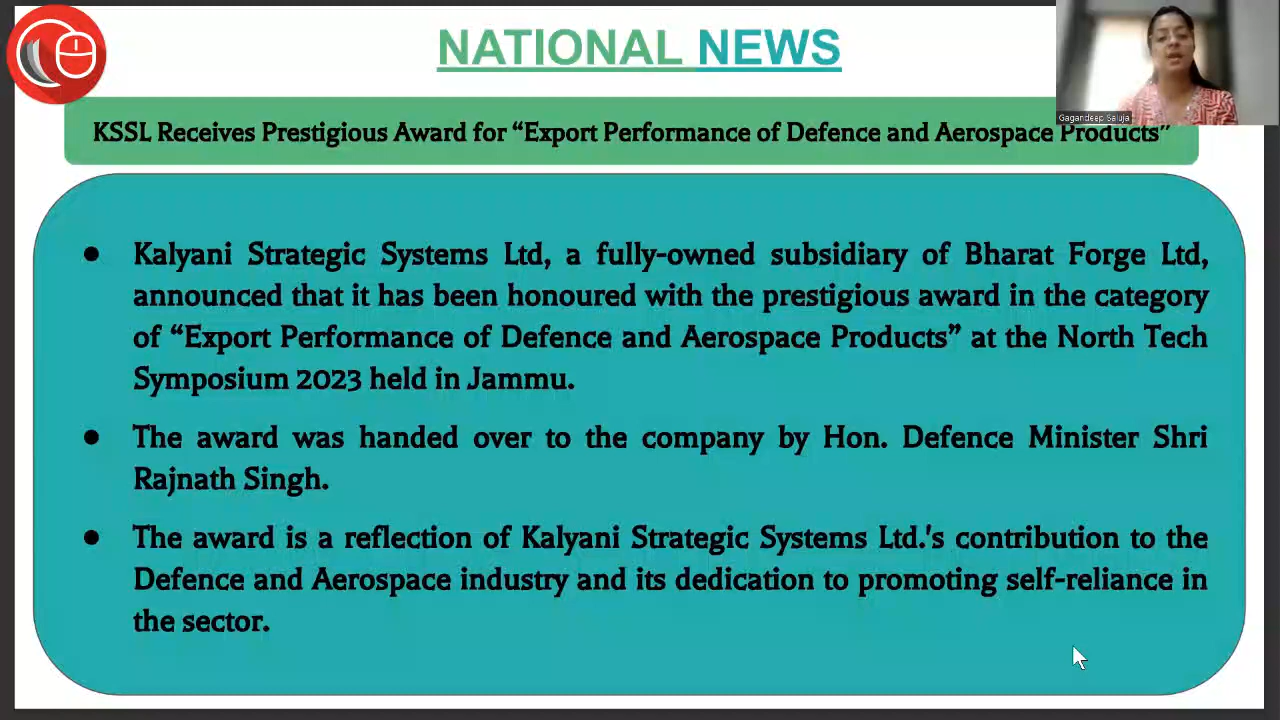 NATIONAL NEWS
Gagandeep Saluja
KSSL Receives Prestigious Award for “Export Performance of Defence and Aerospace Products”
● Kalyani Strategic Systems Ltd, a fully-owned subsidiary of Bharat Forge Ltd,
announced that it has been honoured with the prestigious award in the category
of “Export Performance of Defence and Aerospace Products” at the North Tech
Symposium 2023 held in Jammu.
● The award was handed over to the company by Hon. Defence Minister Shri
Rajnath Singh.
● The award is a reflection of Kalyani Strategic Systems Ltd.'s contribution to the
Defence and Aerospace industry and its dedication to promoting self-reliance in
the sector.